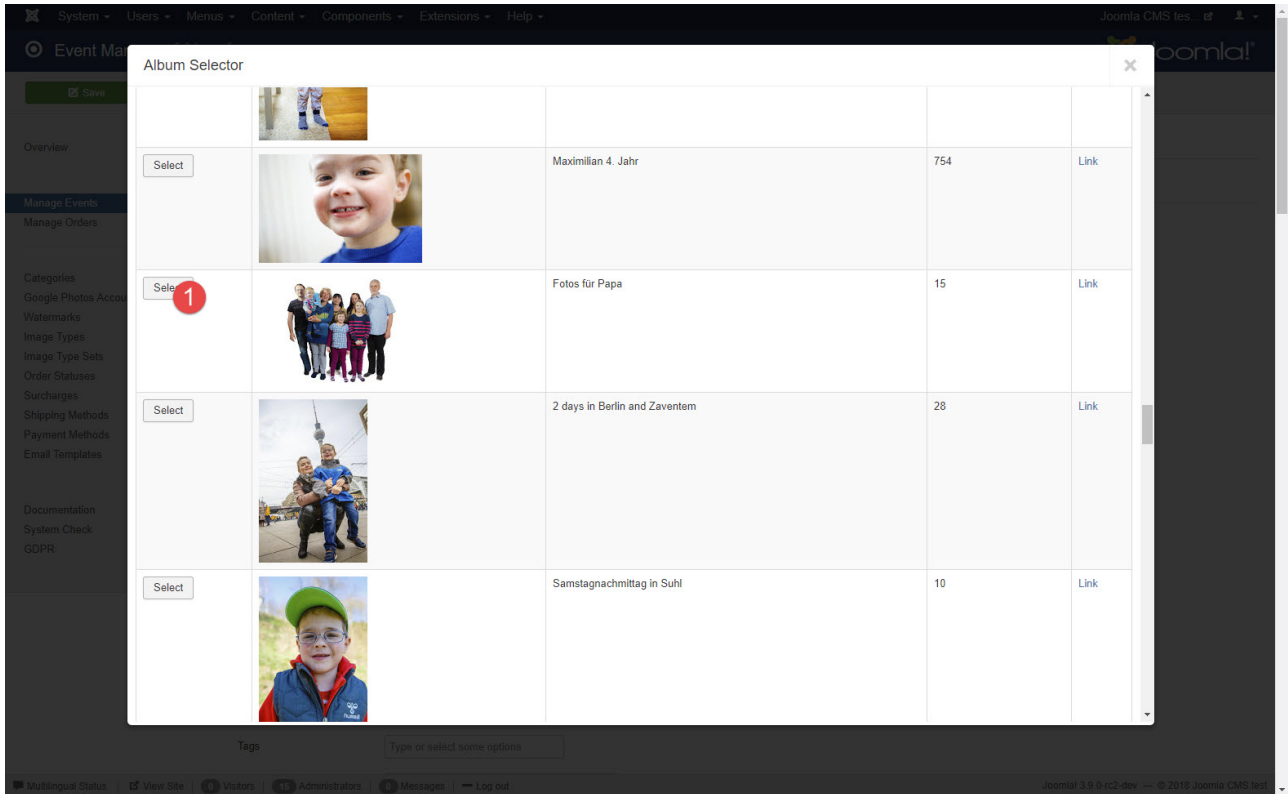 System Users Menus Content Components Extensions Help Joomla CMS tes...
Event Ma
Joomla!
Album Selector
×
Save
Overview
Manage Events
Manage Orders
Categories
Google Photos Accou
Watermarks
Image Types
Image Type Sets
Order Statuses
Surcharges
Shipping Methods
Payment Methods
Email Templates
Documentation
System Check
GDPR
Select Maximilian 4. Jahr 754 Link
Sele 1 Fotos für Papa 15 Link
Select 2 days in Berlin and Zaventem 28 Link
Select Samstagnachmittag in Suhl 10 Link
hummel
Tags Type or select some options
Multilingual Status View Site 0 Visitors 15 Administrators 0 Messages Log out Joomla! 3.9.0-rc2-dev — © 2018 Joomla CMS test